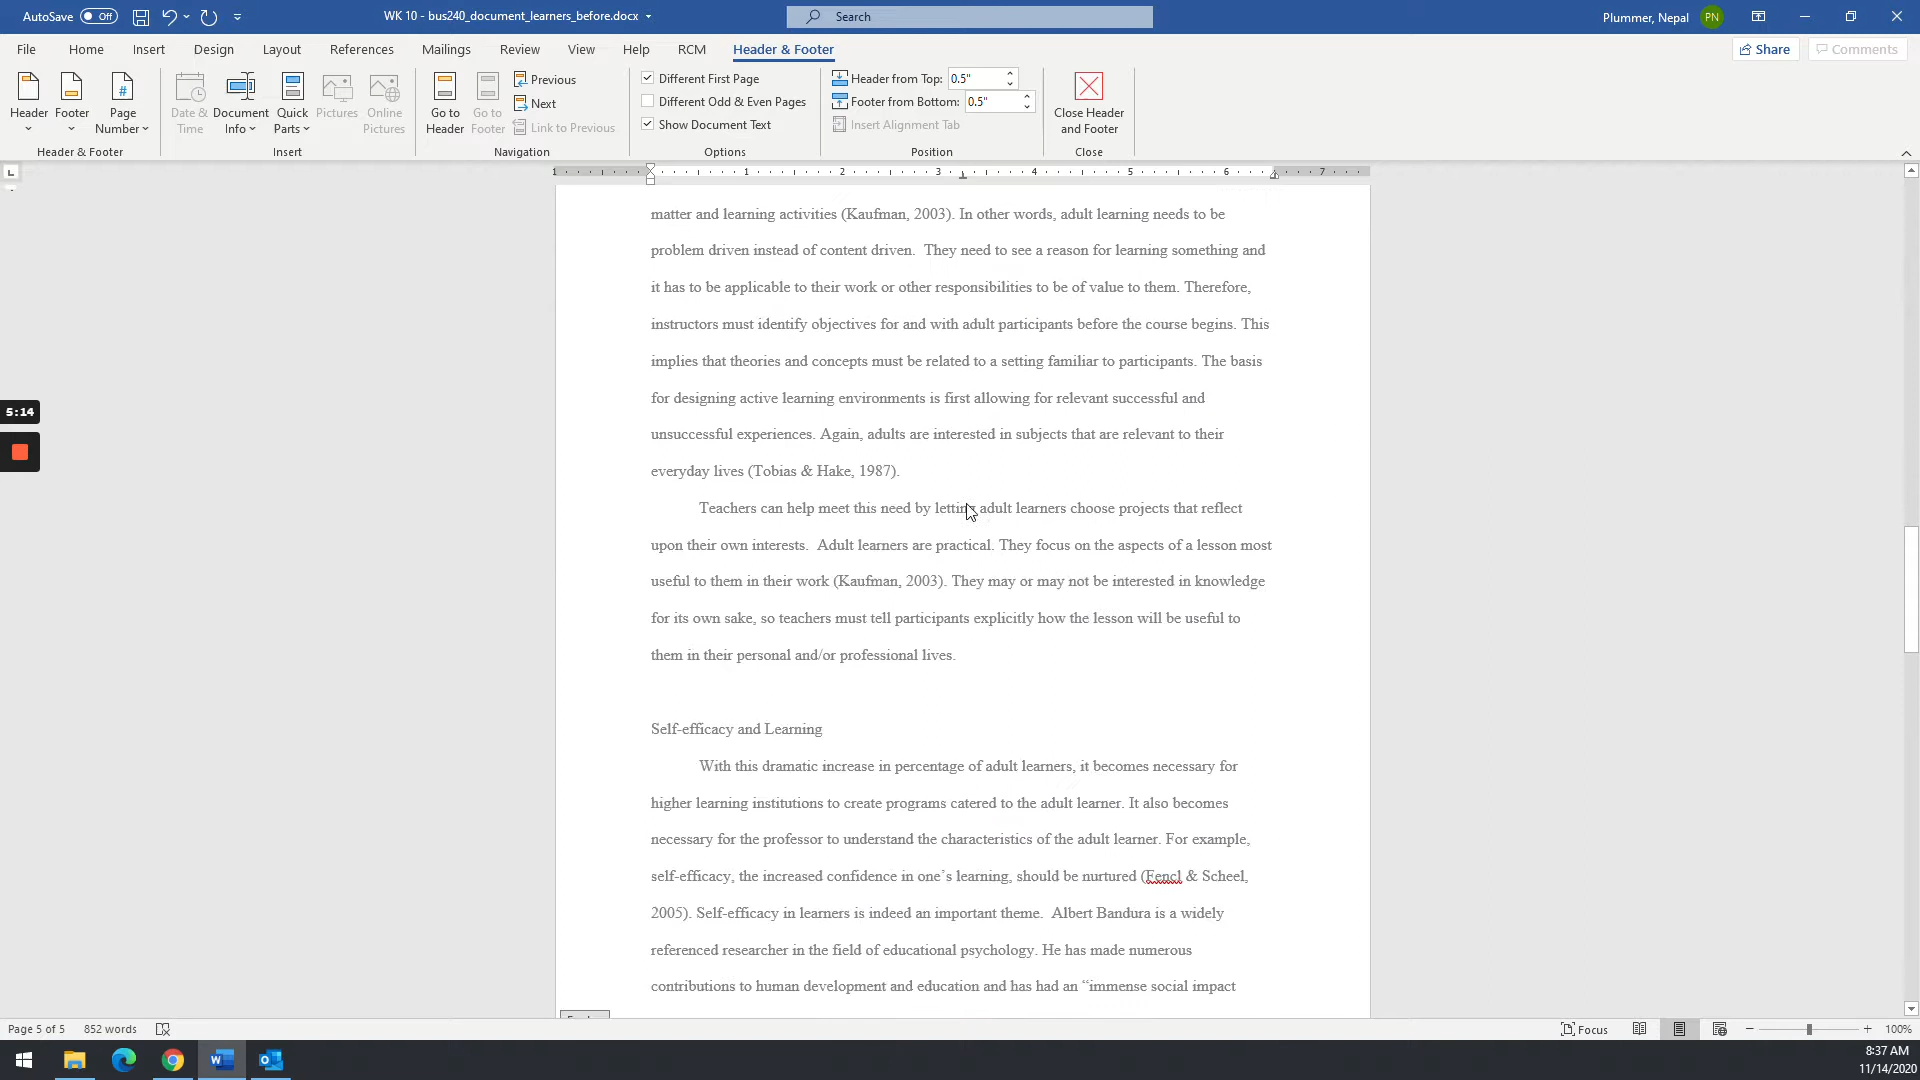 AutoSave Off WK 10 - bus240_document_learners_before.docx Search Plummer, Nepal PN
File Home Insert Design Layout References Mailings Review View Help RCM Header & Footer Share Comments
Header Footer Page Number Date & Time Document Info Quick Parts Pictures Online Pictures Go to Header Go to Footer
Previous
Next
Link to Previous
Different First Page
Different Odd & Even Pages
Show Document Text
Header from Top: 0.5"
Footer from Bottom: 0.5"
Insert Alignment Tab
Close Header and Footer
Header & Footer Insert Navigation Options Position Close
1 1 2 3 4 5 6 7
matter and learning activities (Kaufman, 2003). In other words, adult learning needs to be
problem driven instead of content driven.  They need to see a reason for learning something and
it has to be applicable to their work or other responsibilities to be of value to them. Therefore,
instructors must identify objectives for and with adult participants before the course begins. This
implies that theories and concepts must be related to a setting familiar to participants. The basis
for designing active learning environments is first allowing for relevant successful and
unsuccessful experiences. Again, adults are interested in subjects that are relevant to their
everyday lives (Tobias & Hake, 1987).
Teachers can help meet this need by letting adult learners choose projects that reflect
upon their own interests.  Adult learners are practical. They focus on the aspects of a lesson most
useful to them in their work (Kaufman, 2003). They may or may not be interested in knowledge
for its own sake, so teachers must tell participants explicitly how the lesson will be useful to
them in their personal and/or professional lives.
Self-efficacy and Learning
With this dramatic increase in percentage of adult learners, it becomes necessary for
higher learning institutions to create programs catered to the adult learner. It also becomes
necessary for the professor to understand the characteristics of the adult learner. For example,
self-efficacy, the increased confidence in one’s learning, should be nurtured (Fencl & Scheel,
2005). Self-efficacy in learners is indeed an important theme.  Albert Bandura is a widely
referenced researcher in the field of educational psychology. He has made numerous
contributions to human development and education and has had an “immense social impact
5:14
Page 5 of 5 852 words Focus 100%
8:37 AM
11/14/2020